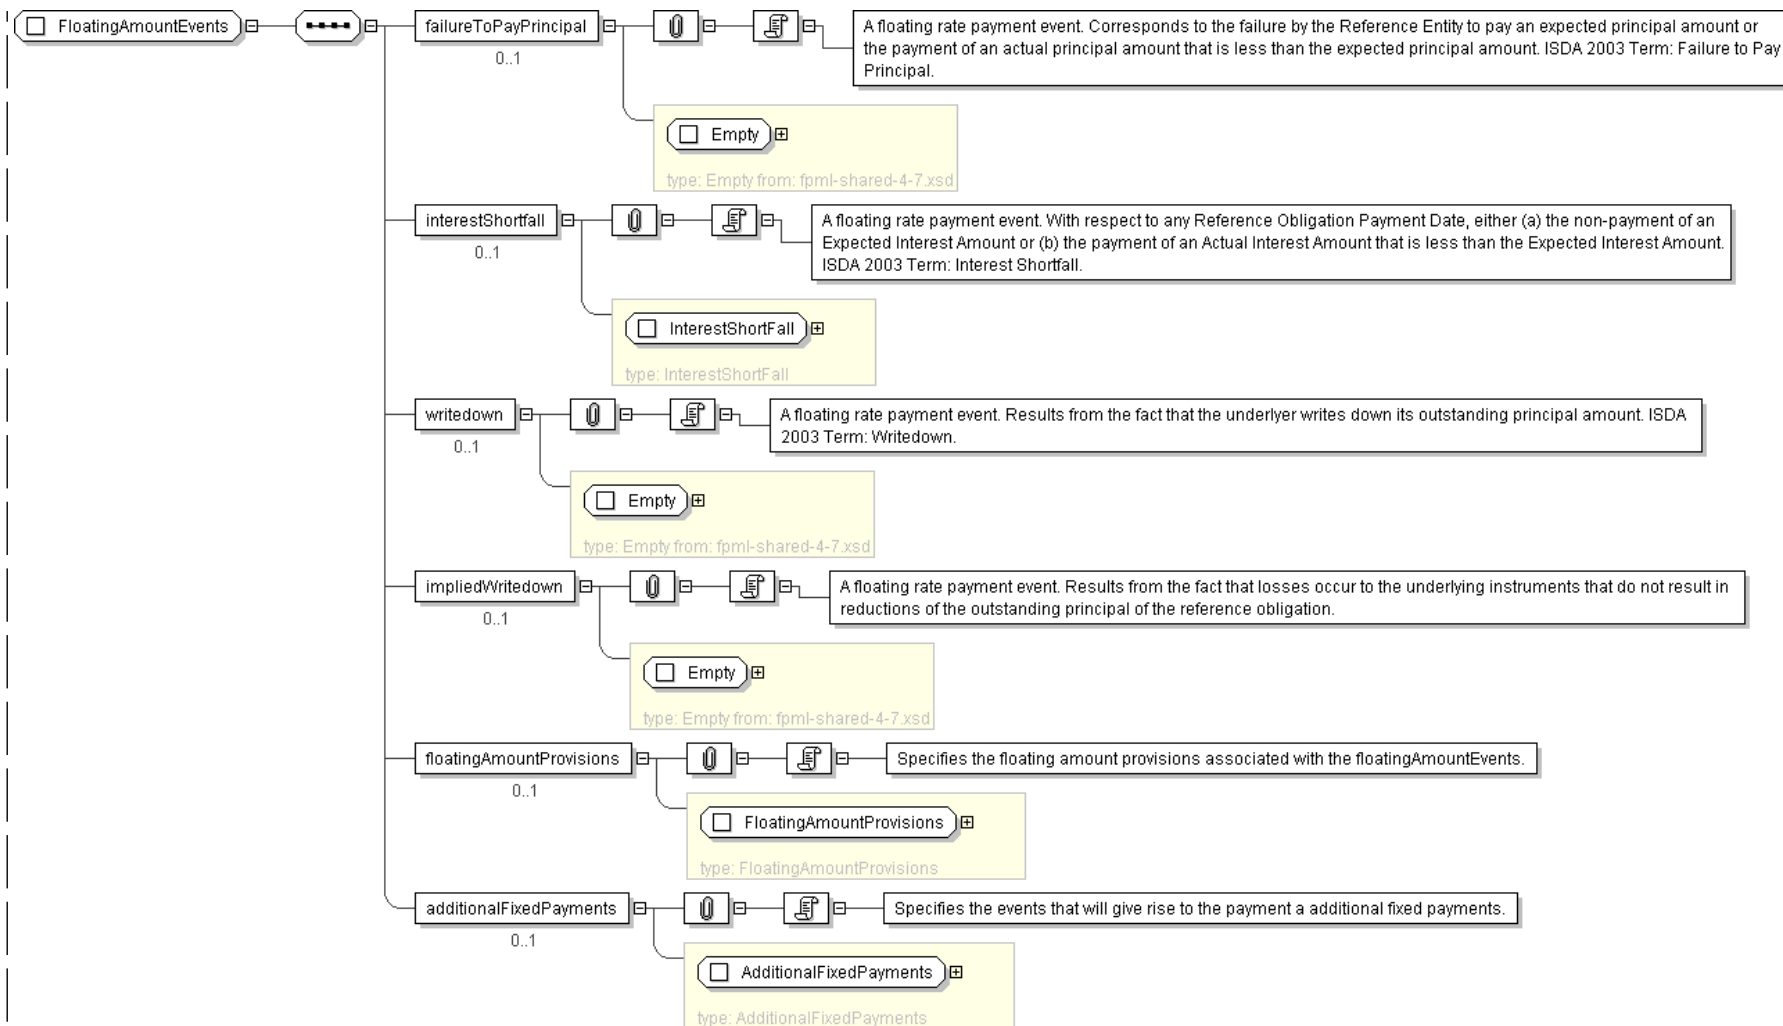 FloatingAmountEvents
failureToPayPrincipal
0..1
A floating rate payment event. Corresponds to the failure by the Reference Entity to pay an expected principal amount or
the payment of an actual principal amount that is less than the expected principal amount. ISDA 2003 Term: Failure to Pay
Principal.
Empty
type: Empty from: fpml-shared-4-7.xsd
interestShortfall
0..1
A floating rate payment event. With respect to any Reference Obligation Payment Date, either (a) the non-payment of an
Expected Interest Amount or (b) the payment of an Actual Interest Amount that is less than the Expected Interest Amount.
ISDA 2003 Term: Interest Shortfall.
InterestShortFall
type: InterestShortFall
writedown
0..1
A floating rate payment event. Results from the fact that the underlyer writes down its outstanding principal amount. ISDA
2003 Term: Writedown.
Empty
type: Empty from: fpml-shared-4-7.xsd
impliedWritedown
0..1
A floating rate payment event. Results from the fact that losses occur to the underlying instruments that do not result in
reductions of the outstanding principal of the reference obligation.
Empty
type: Empty from: fpml-shared-4-7.xsd
floatingAmountProvisions
0..1
Specifies the floating amount provisions associated with the floatingAmountEvents.
FloatingAmountProvisions
type: FloatingAmountProvisions
additionalFixedPayments
0..1
Specifies the events that will give rise to the payment a additional fixed payments.
AdditionalFixedPayments
type: AdditionalFixedPayments